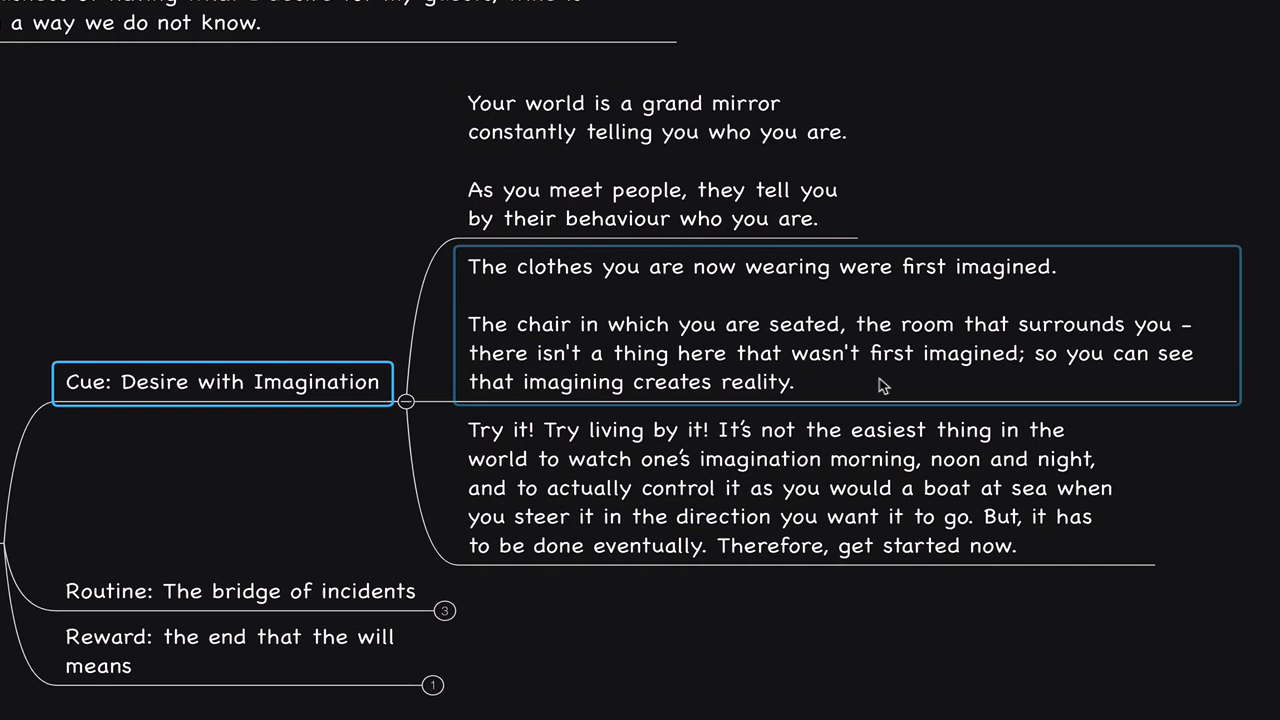 a way we do not know.
Your world is a grand mirror
constantly telling you who you are.
As you meet people, they tell you
by their behaviour who you are.
The clothes you are now wearing were first imagined.
The chair in which you are seated, the room that surrounds you –
there isn't a thing here that wasn't first imagined; so you can see
that imagining creates reality.
Cue: Desire with Imagination
Try it! Try living by it! It's not the easiest thing in the
world to watch one's imagination morning, noon and night,
and to actually control it as you would a boat at sea when
you steer it in the direction you want it to go. But, it has
to be done eventually. Therefore, get started now.
Routine: The bridge of incidents
3
Reward: the end that the will
means
1